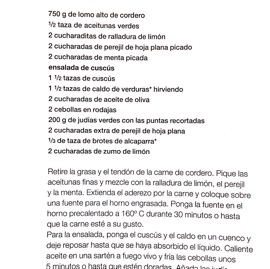 750 g de lomo alto de cordero
½ taza de aceitunas verdes
2 cucharaditas de ralladura de limón
2 cucharadas de perejil de hoja plana picado
2 cucharadas de menta picada
ensalada de cuscús
1 ½ tazas de cuscús
1 ½ tazas de caldo de verduras* hirviendo
2 cucharadas de aceite de oliva
2 cebollas en rodajas
200 g de judías verdes con las puntas recortadas
2 cucharadas extra de perejil de hoja plana
⅓ de taza de brotes de alcaparra*
2 cucharadas de zumo de limón
Retire la grasa y el tendón de la carne de cordero. Pique las
aceitunas finas y mezcle con la ralladura de limón, el perejil
y la menta. Extienda el aderezo por la carne y coloque sobre
una fuente para el horno engrasada. Ponga la fuente en el
horno precalentado a 160º C durante 30 minutos o hasta
que la carne esté a su gusto.
Para la ensalada, ponga el cuscús y el caldo en un cuenco y
deje reposar hasta que se haya absorbido el líquido. Caliente
aceite en una sartén a fuego vivo y fría las cebollas unos
5 minutos o hasta que estén doradas. Añada las